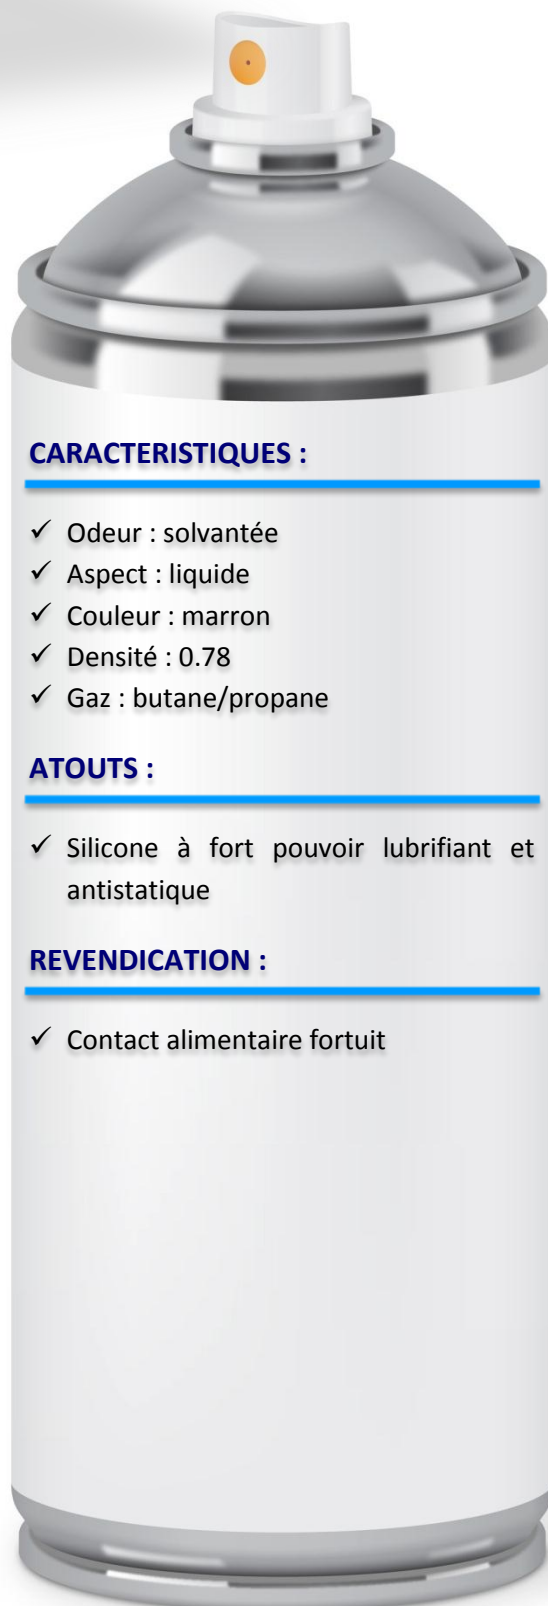 CARACTERISTIQUES :
✓ Odeur : solvantée
✓ Aspect : liquide
✓ Couleur : marron
✓ Densité : 0.78
✓ Gaz : butane/propane
ATOUTS :
✓ Silicone à fort pouvoir lubrifiant et
antistatique
REVENDICATION :
✓ Contact alimentaire fortuit